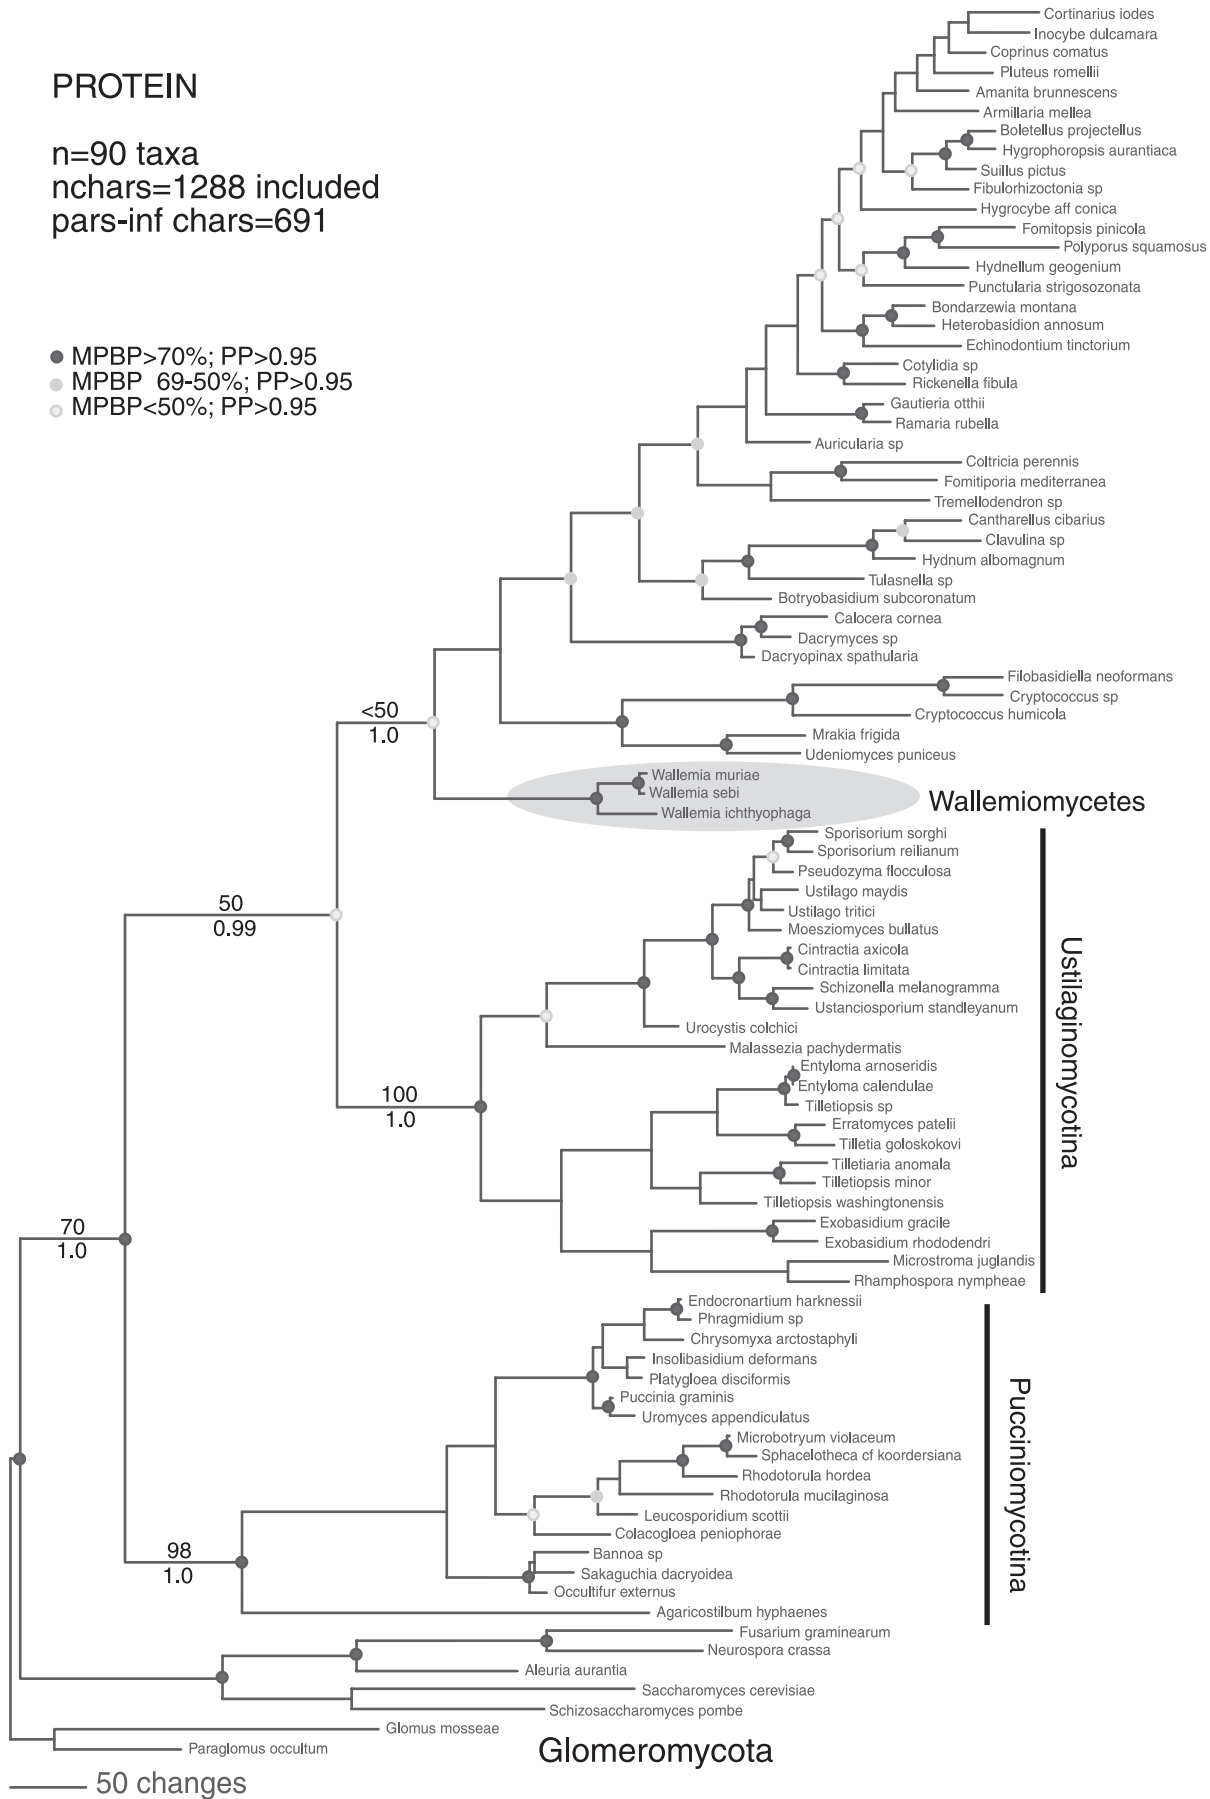 Cortinarius iodes
Inocybe dulcamara
Coprinus comatus
Pluteus romellii
Amanita brunnescens
Armillaria mellea
Boletellus projectellus
Hygrophoropsis aurantiaca
Suillus pictus
Fibulorhizoctonia sp
Hygrocybe aff conica
Fomitopsis pinicola
Polyporus squamosus
Hydnellum geogenium
Punctularia strigosozonata
Bondarzewia montana
Heterobasidion annosum
Echinodontium tinctorium
Cotylidia sp
Rickenella fibula
Gautieria otthii
Ramaria rubella
Auricularia sp
Coltricia perennis
Fomitiporia mediterranea
Tremellodendron sp
Cantharellus cibarius
Clavulina sp
Hydnum albomagnum
Tulasnella sp
Botryobasidium subcoronatum
Calocera cornea
Dacrymyces sp
Dacryopinax spathularia
Filobasidiella neoformans
Cryptococcus sp
Cryptococcus humicola
Mrakia frigida
Udeniomyces puniceus
Wallemia muriae
Wallemia sebi
Wallemia ichthyophaga
Wallemiomycetes
Sporisorium sorghi
Sporisorium reilianum
Pseudozyma flocculosa
Ustilago maydis
Ustilago tritici
Moesziomyces bullatus
Cintractia axicola
Cintractia limitata
Schizonella melanogramma
Ustanciosporium standleyanum
Urocystis colchici
Malassezia pachydermatis
Entyloma arnoseridis
Entyloma calendulae
Tilletiopsis sp
Erratomyces patelii
Tilletia goloskokovi
Tilletiaria anomala
Tilletiopsis minor
Tilletiopsis washingtonensis
Exobasidium gracile
Exobasidium rhododendri
Microstroma juglandis
Rhamphospora nympheae
Ustilaginomycotina
Endocronartium harknessii
Phragmidium sp
Chrysomyxa arctostaphyli
Insolibasidium deformans
Platygloea disciformis
Puccinia graminis
Uromyces appendiculatus
Microbotryum violaceum
Sphacelotheca cf koordersiana
Rhodotorula hordea
Rhodotorula mucilaginosa
Leucosporidium scottii
Colacogloea peniophorae
Bannoa sp
Sakaguchia dacryoidea
Occultifur externus
Agaricostilbum hyphaenes
Pucciniomycotina
Fusarium graminearum
Neurospora crassa
Aleuria aurantia
Saccharomyces cerevisiae
Schizosaccharomyces pombe
Glomus mosseae
Paraglomus occultum
Glomeromycota
PROTEIN
n=90 taxa
nchars=1288 included
pars-inf chars=691
MPBP>70%; PP>0.95
MPBP 69-50%; PP>0.95
MPBP<50%; PP>0.95
<50
1.0
50
0.99
100
1.0
70
1.0
98
1.0
50 changes